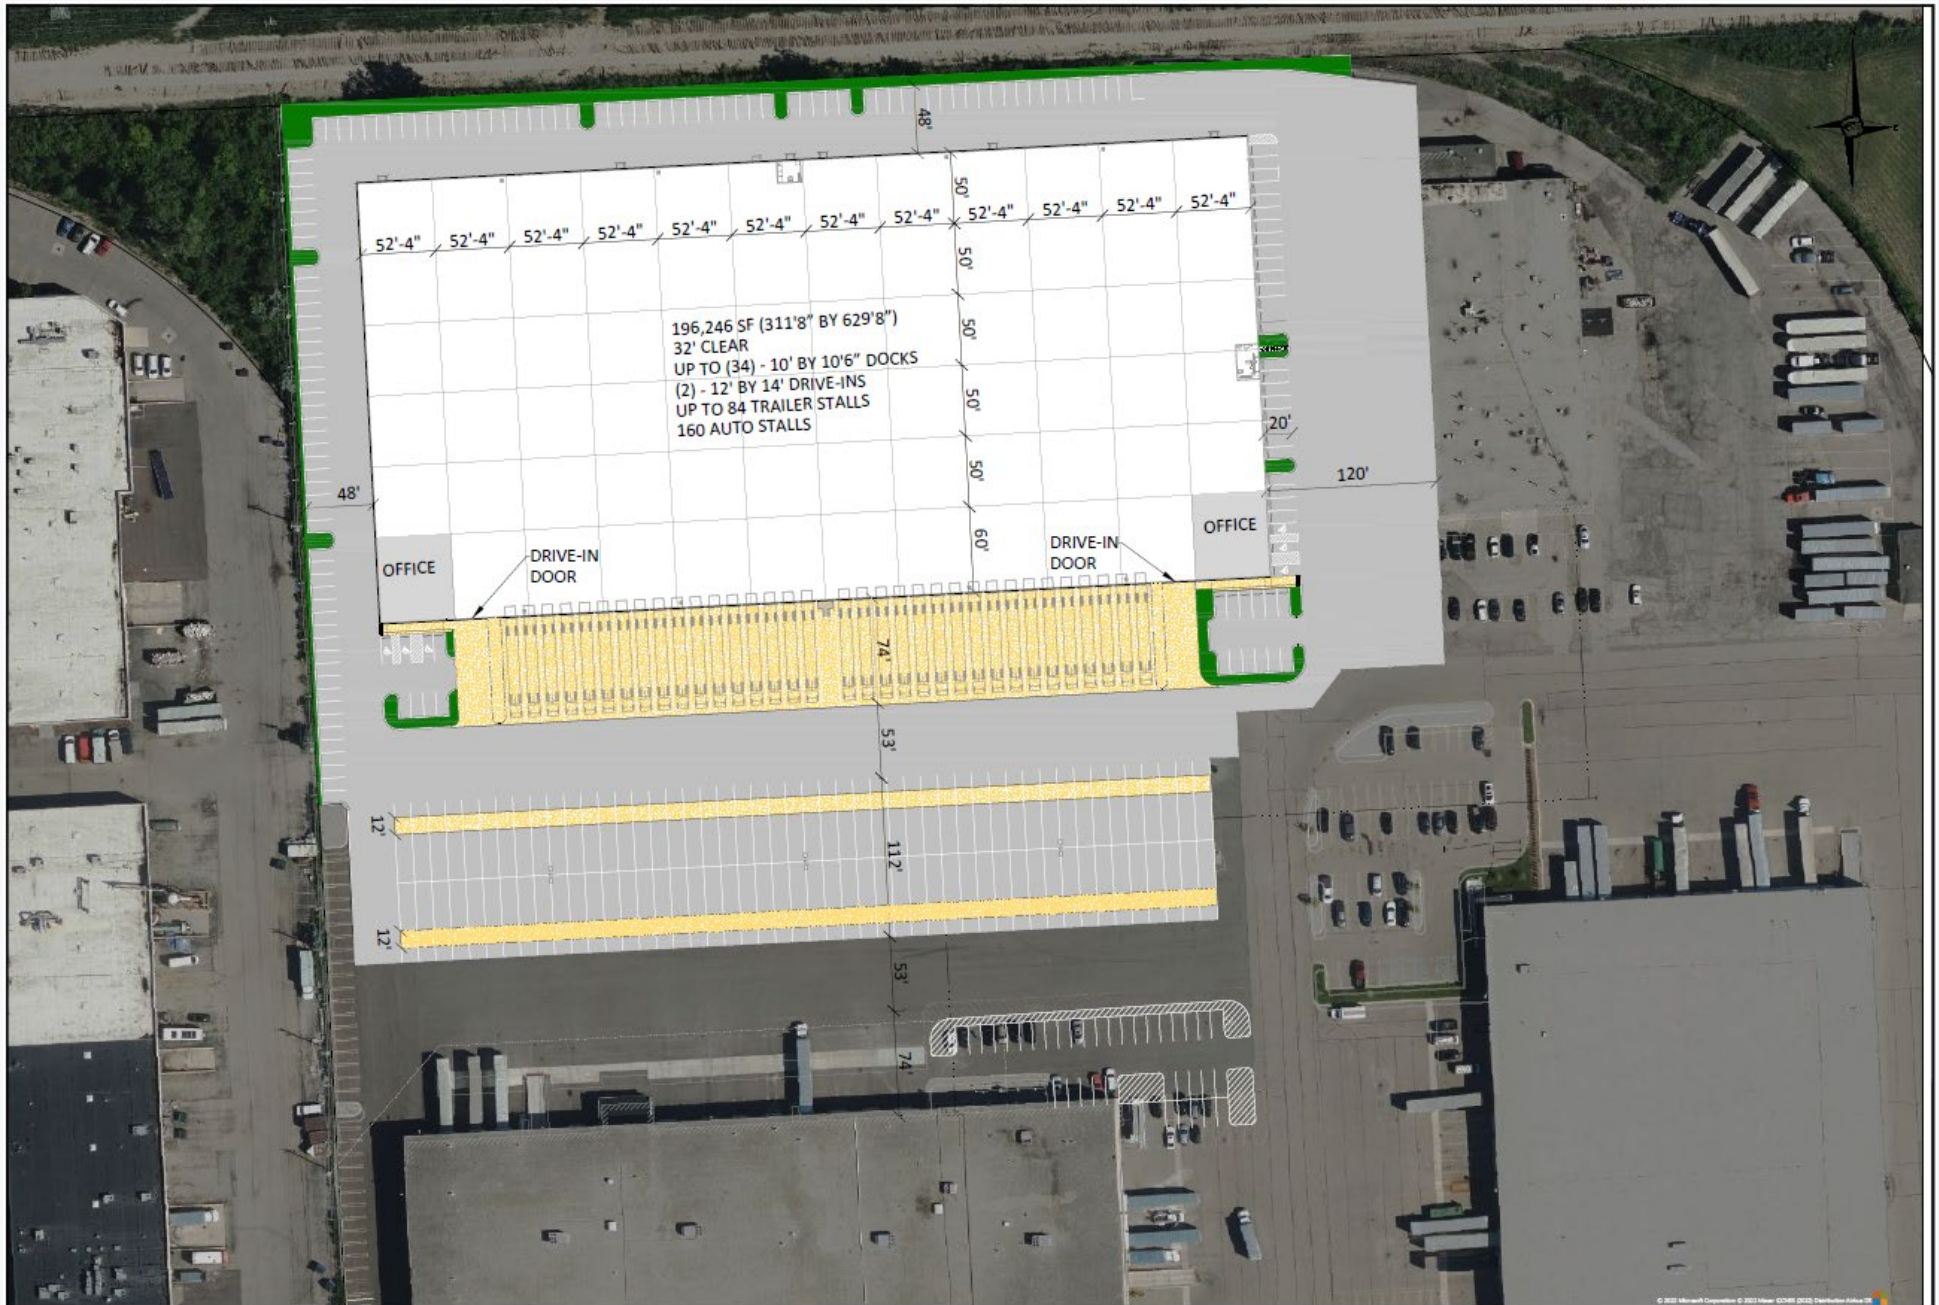 48'
50'
52'-4"
52'-4"
52'-4"
52'-4"
52'-4"
52'-4"
52'-4"
52'-4"
52'-4"
52'-4"
52'-4"
52'-4"
50'
50'
50'
50'
60'
196,246 SF (311'8" BY 629'8")
32' CLEAR
UP TO (34) - 10' BY 10'6" DOCKS
(2) - 12' BY 14' DRIVE-INS
UP TO 84 TRAILER STALLS
160 AUTO STALLS
20'
120'
48'
OFFICE
DRIVE-IN
DOOR
DRIVE-IN
DOOR
OFFICE
74'
53'
12'
112'
12'
53'
74'